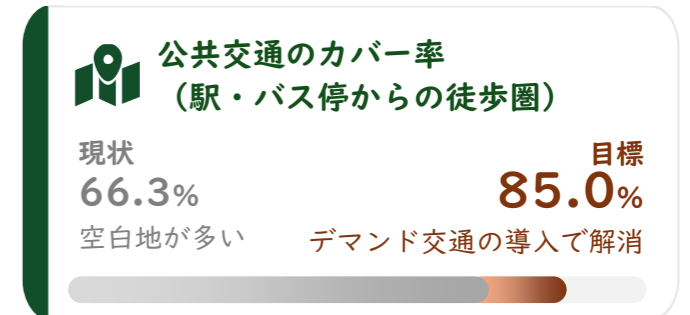 公共交通のカバー率
（駅・バス停からの徒歩圏）
現状
目標
66.3%
85.0%
空白地が多い
デマンド交通の導入で解消